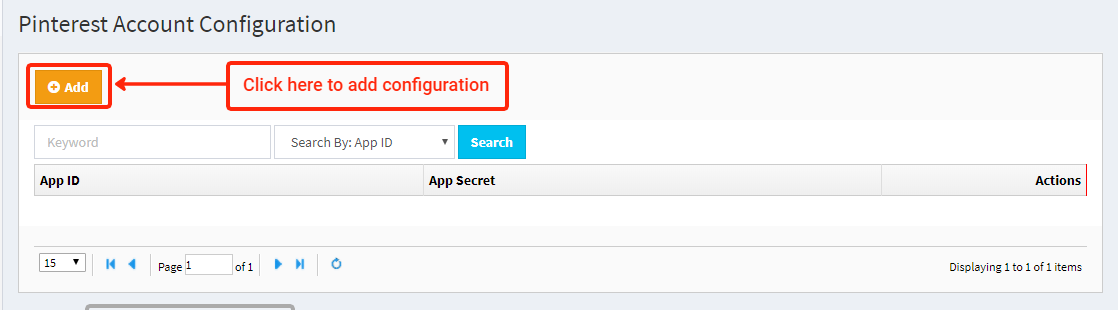 Pinterest Account Configuration
Add
Click here to add configuration
Keyword
Search By: App ID
Search
App ID
App Secret
Actions
15
Page 1 of 1
Displaying 1 to 1 of 1 items